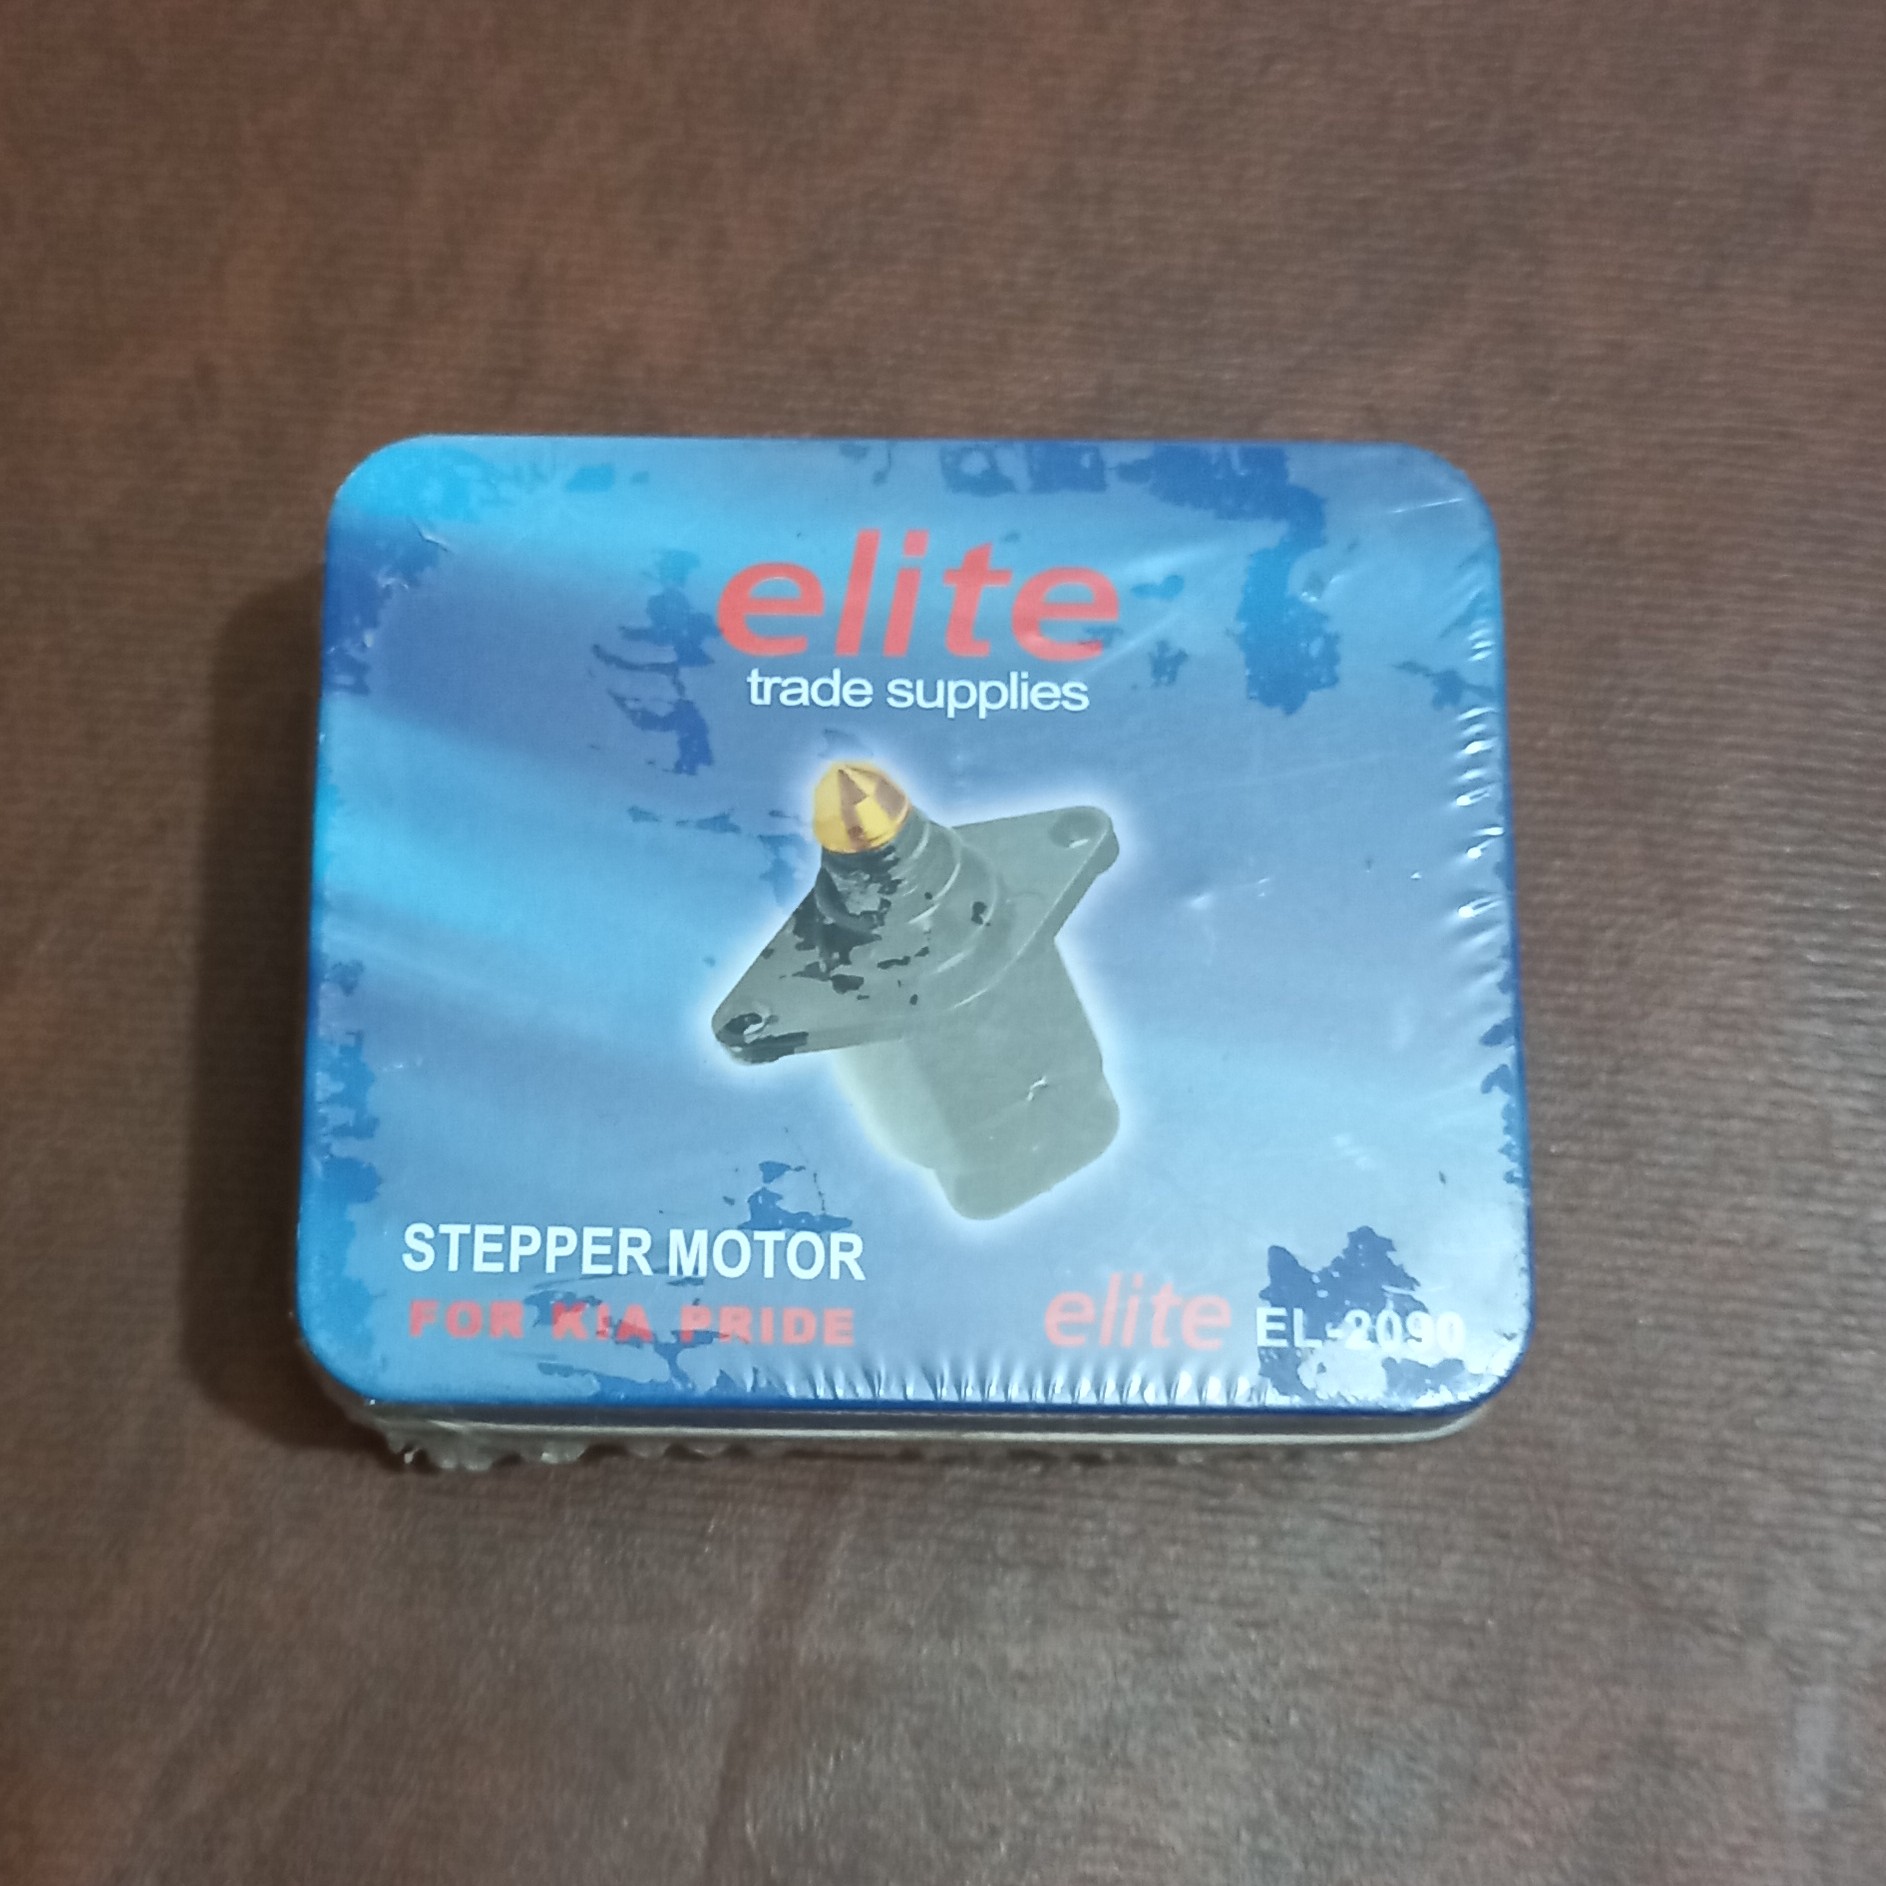 elite
trade supplies
STEPPER MOTOR
FOR KIA PRIDE
elite EL-2090